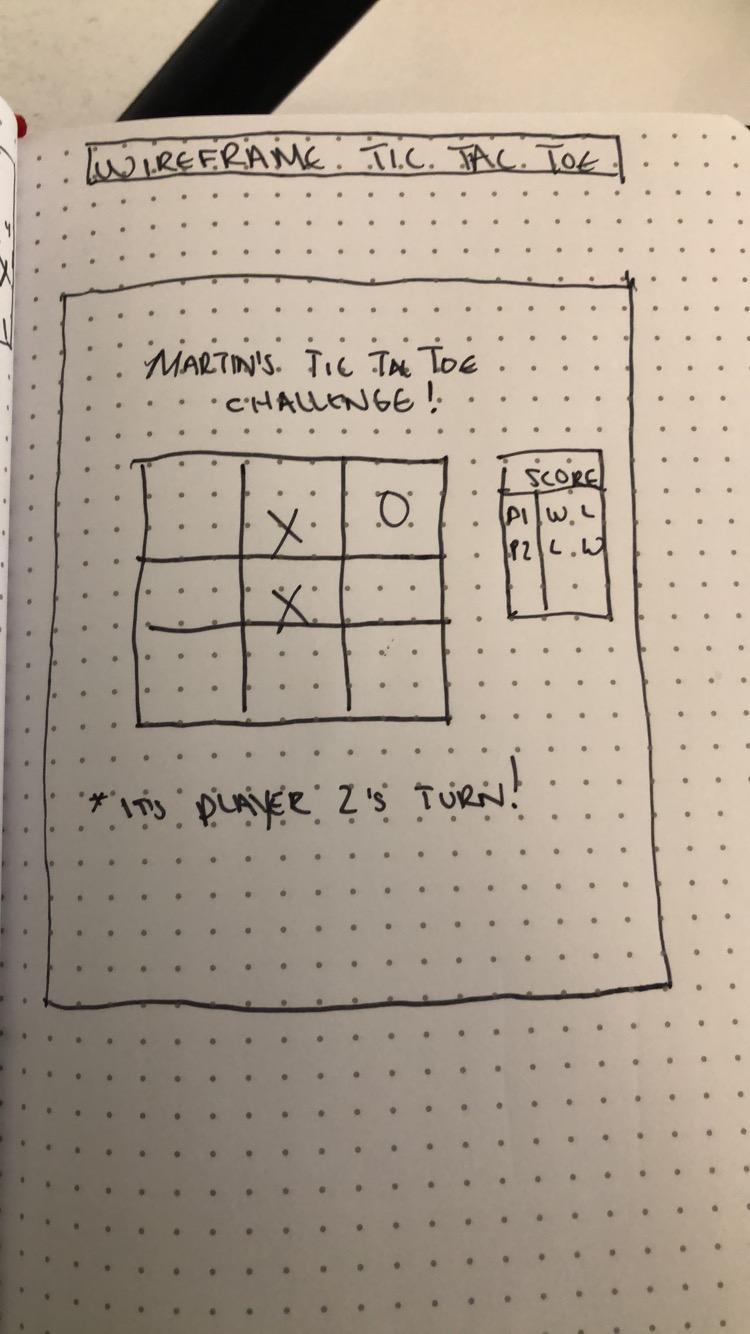 WIREFRAME TIC TAC TOE
MARTIN'S TIC TAC TOE
CHALLENGE!
X O
X
SCORE
P1 W L
P2 L W
* ITS PLAYER 2'S TURN!